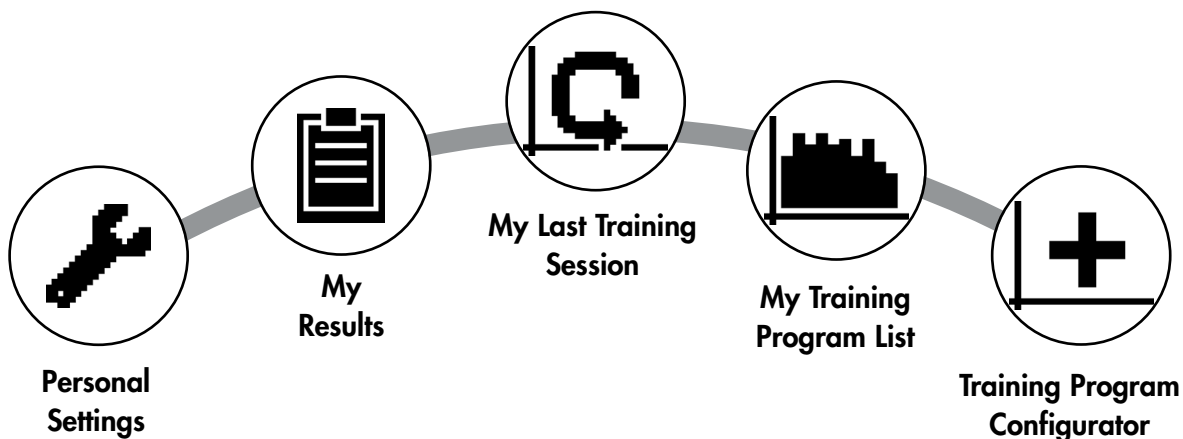 Personal
Settings
My
Results
My Last Training
Session
My Training
Program List
Training Program
Configurator